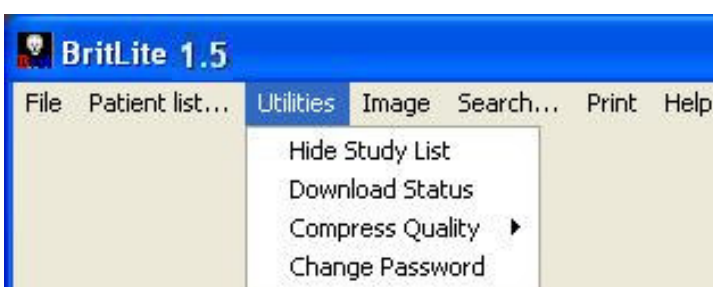 BritLite 1.5
File Patient list... Utilities Image Search... Print Help
Hide Study List
Download Status
Compress Quality
Change Password